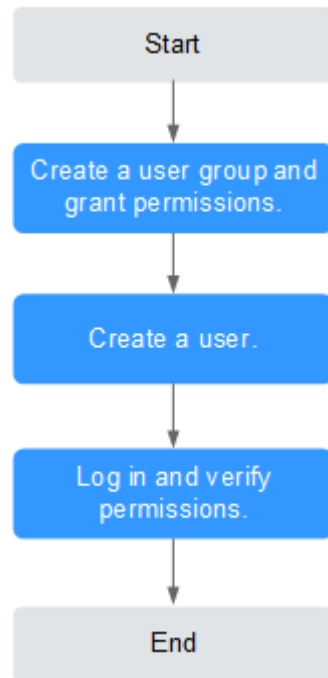 Start
Create a user group and
grant permissions.
Create a user.
Log in and verify
permissions.
End